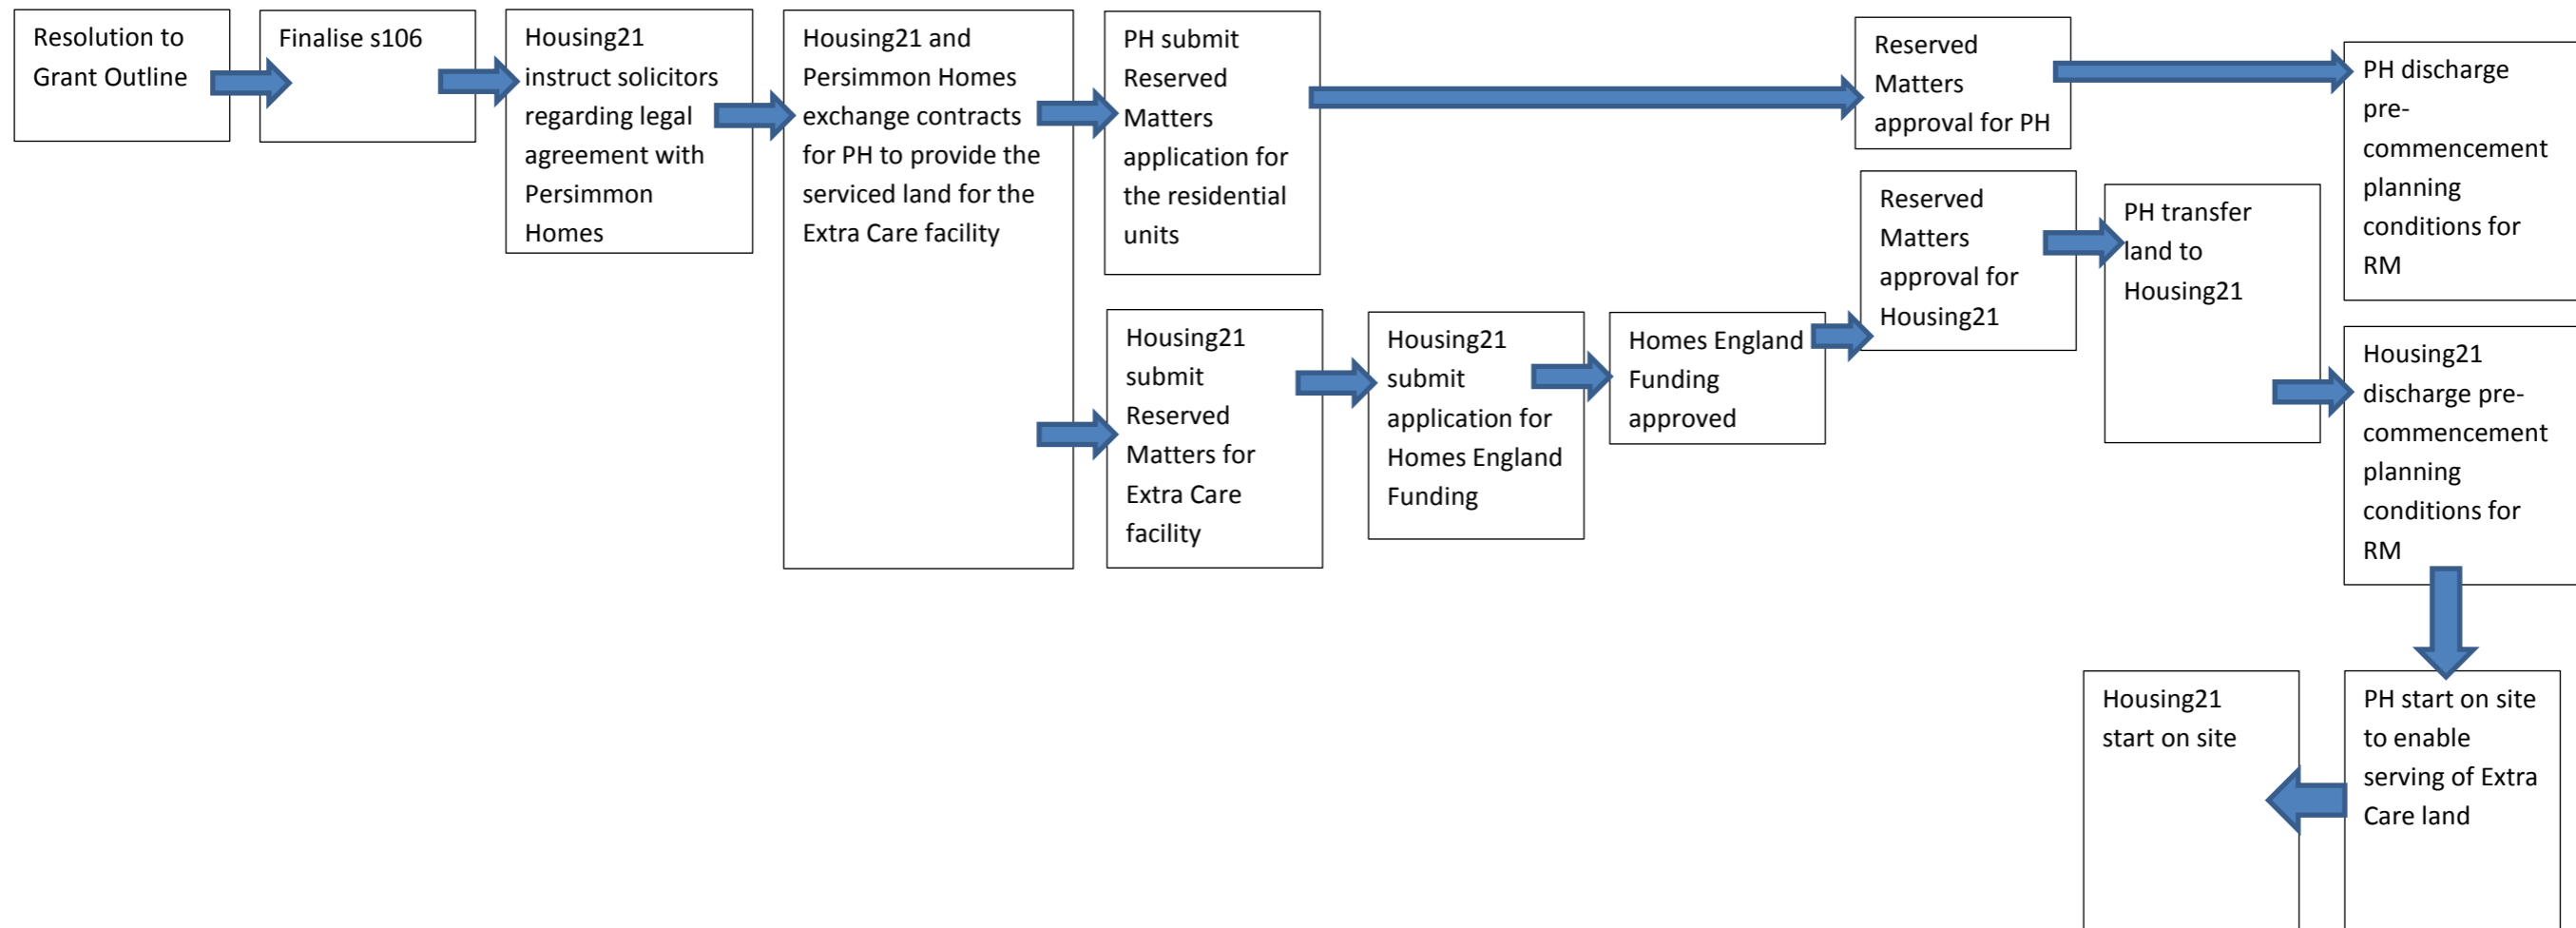 Resolution to
Grant Outline
Finalise s106
Housing21
instruct solicitors
regarding legal
agreement with
Persimmon
Homes
Housing21 and
Persimmon Homes
exchange contracts
for PH to provide the
serviced land for the
Extra Care facility
PH submit
Reserved
Matters
application for
the residential
units
Housing21
submit
Reserved
Matters for
Extra Care
facility
Housing21
submit
application for
Homes England
Funding
Homes England
Funding
approved
Reserved
Matters
approval for PH
Reserved
Matters
approval for
Housing21
PH transfer
land to
Housing21
PH discharge
pre-
commencement
planning
conditions for
RM
Housing21
discharge pre-
commencement
planning
conditions for
RM
PH start on site
to enable
serving of Extra
Care land
Housing21
start on site